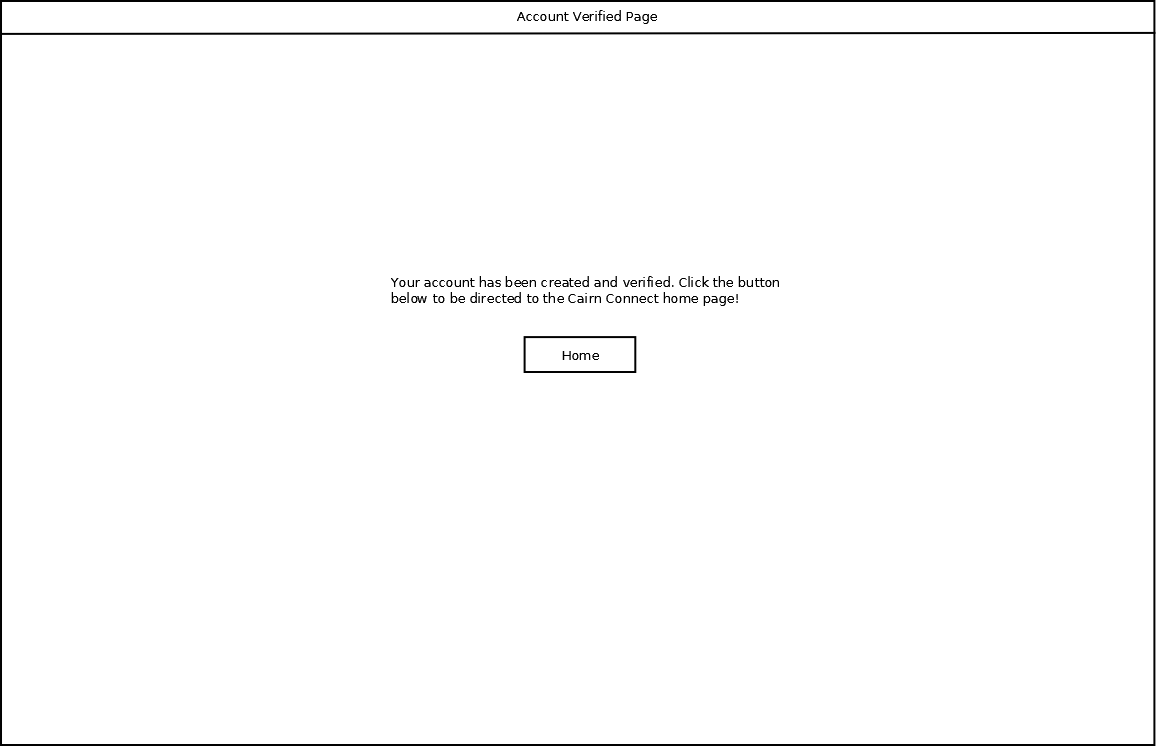 Account Verified Page
Your account has been created and verified. Click the button
below to be directed to the Cairn Connect home page!
Home